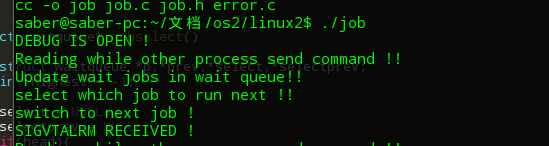 cc -o job job.c job.h error.c
saber@saber-pc:~/文档/os2/linux2$ ./job
DEBUG IS OPEN !
Reading while other process send command !!
Update wait jobs in wait queue!!
select which job to run next !!
switch to next job !
SIGVTALRM RECEIVED !